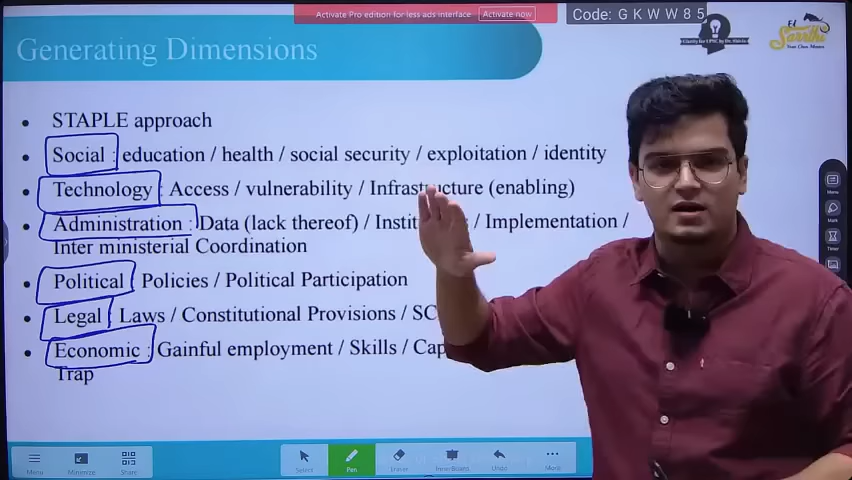 Activate Pro edition for less ads interface Activate now
Code: G K W W 8 5
Generating Dimensions
STAPLE approach
Social : education / health / social security / exploitation / identity
Technology : Access / vulnerability / Infrastructure (enabling)
Administration : Data (lack thereof) / / Implementation /
Inter ministerial Coordination
Political Policies / Political Participation
Legal Laws / Constitutional Provisions / SC
Economic : Gainful employment / Skills /
Trap
Menu
Mark
Timer
Menu Minimize Share Select Pen Eraser Undo More